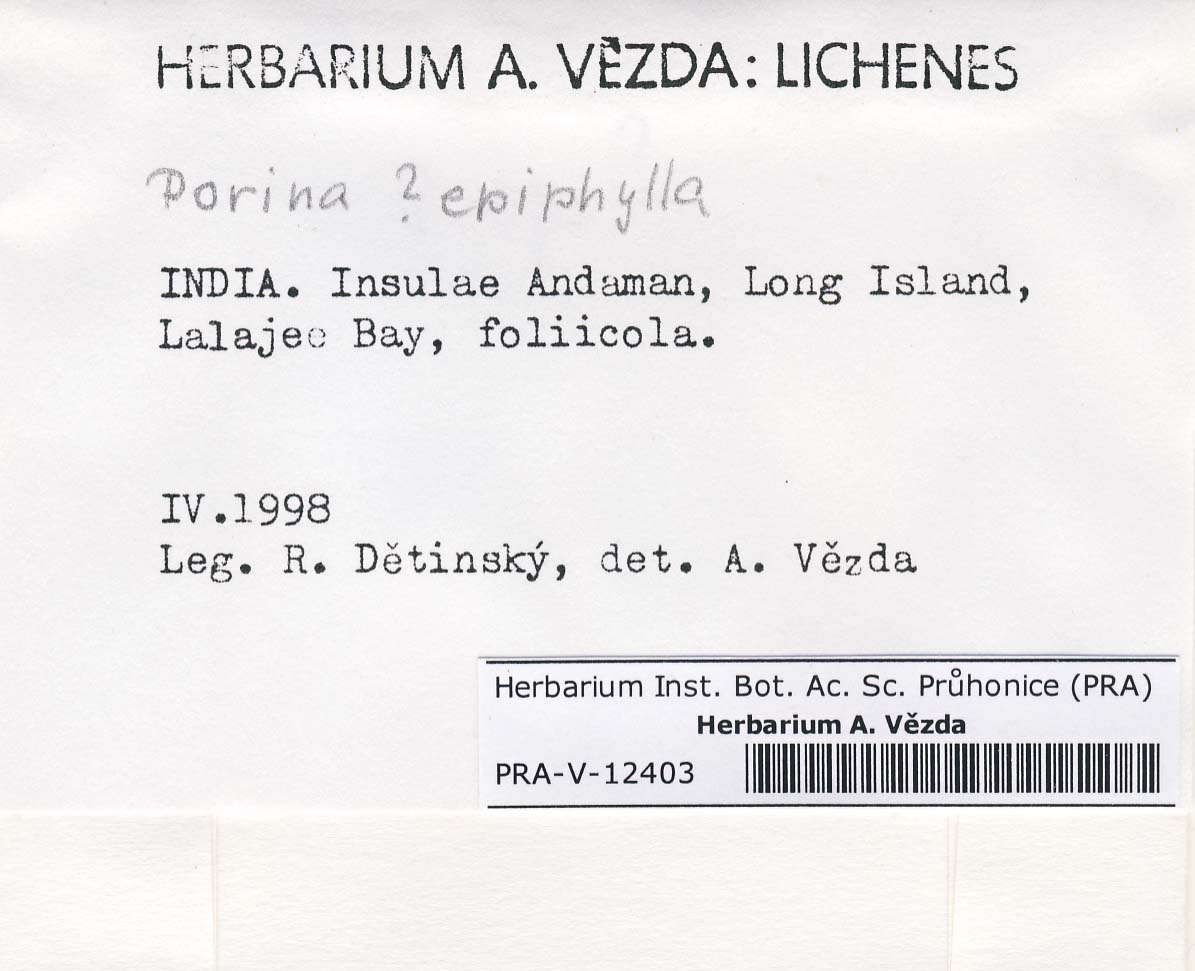 HERBARIUM A. VĚZDA: LICHENES
Porina ? epiphylla
INDIA. Insulae Andaman, Long Island,
Lalajee Bay, foliicola.
IV.1998
Leg. R. Dětinský, det. A. Vězda
Herbarium Inst. Bot. Ac. Sc. Průhonice (PRA)
Herbarium A. Vězda
PRA-V-12403